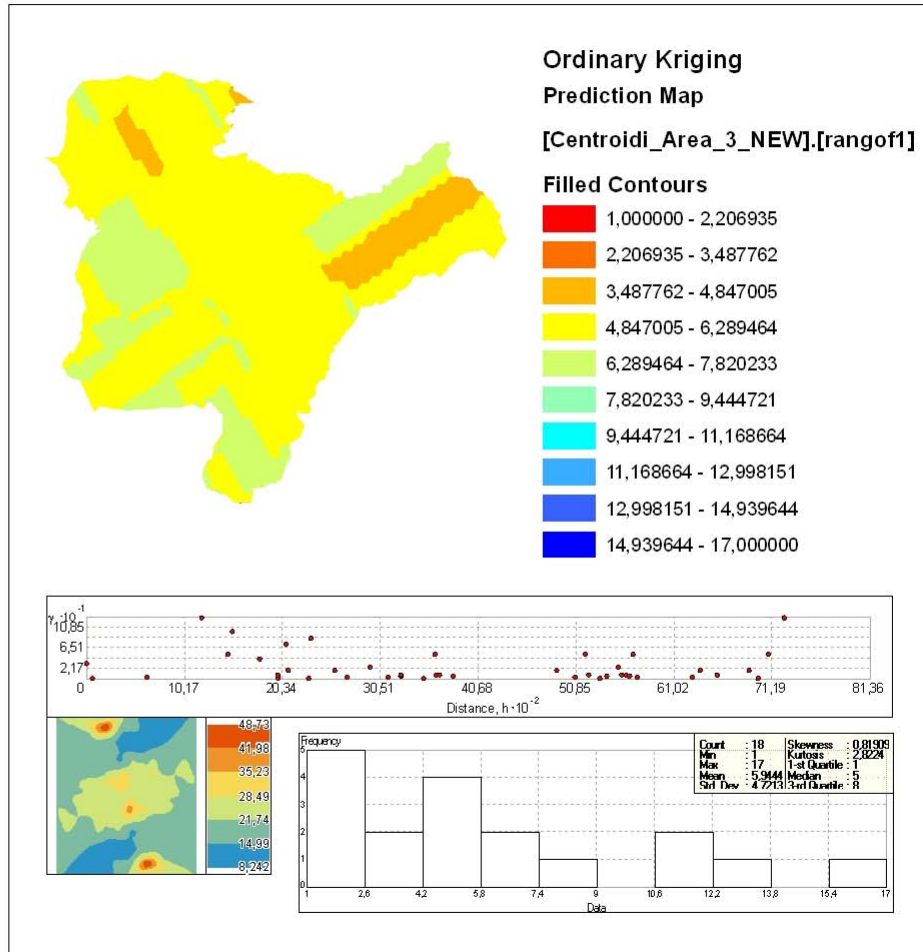 Ordinary Kriging
Prediction Map
[Centroidi_Area_3_NEW].[rangof1]
Filled Contours
1,000000 - 2,206935
2,206935 - 3,487762
3,487762 - 4,847005
4,847005 - 6,289464
6,289464 - 7,820233
7,820233 - 9,444721
9,444721 - 11,168664
11,168664 - 12,998151
12,998151 - 14,939644
14,939644 - 17,000000
γ, ·10⁻¹
10,85
6,51
2,17
0 10,17 20,34 30,51 40,68 50,85 61,02 71,19 81,36
Distance, h·10⁻²
48,73
41,98
35,23
28,49
21,74
14,99
8,242
Frequency
5
4
3
2
1
0
1 2,6 4,2 5,8 7,4 9 10,6 12,2 13,8 15,4 17
Data
Count : 18 Skewness : 0,81909
Min : 1 Kurtosis : 2,8224
Max : 17 1-st Quartile : 1
Mean : 5,9444 Median : 5
Std. Dev : 4,7213 3-rd Quartile : 8